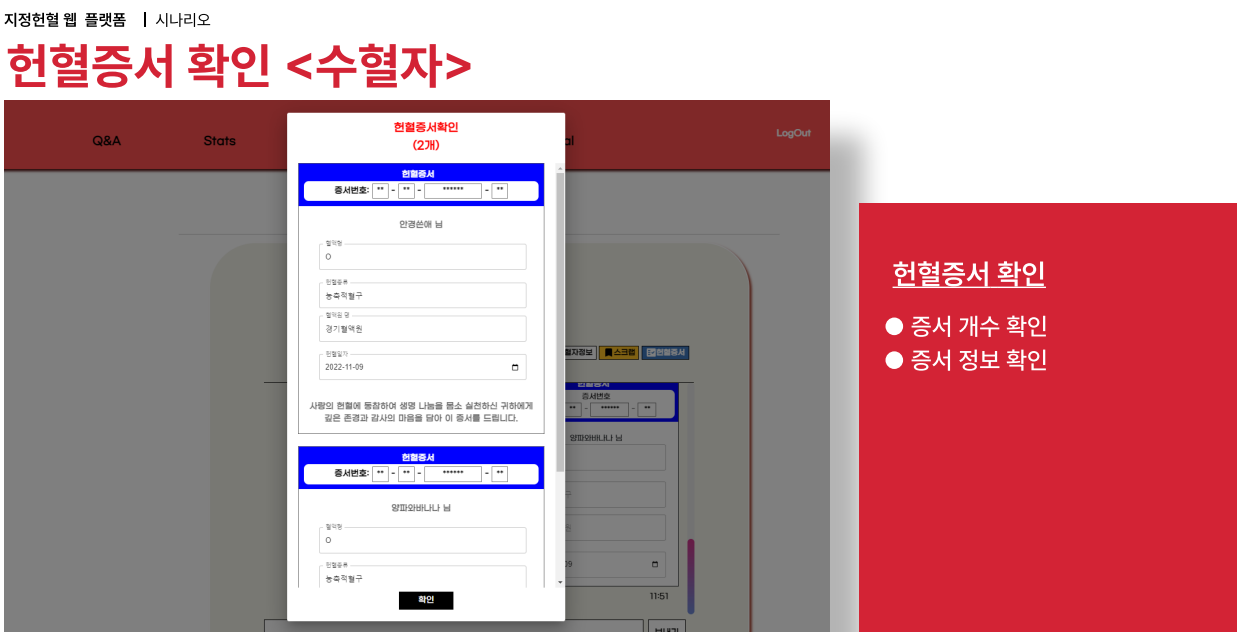 지정헌혈 웹 플랫폼 | 시나리오
헌혈증서 확인 <수혈자>
Q&A Stats al LogOut
헌혈증서확인
(2개)
헌혈증서
증서번호: ** - ** - ****** - **
안경쓴애 님
혈액형
O
헌혈종류
농축적혈구
혈액원 명
경기혈액원
헌혈일자
2022-11-09
사랑의 헌혈에 동참하여 생명 나눔을 몸소 실천하신 귀하에게
깊은 존경과 감사의 마음을 담아 이 증서를 드립니다.
헌혈증서
증서번호: ** - ** - ****** - **
양파와바나나 님
혈액형
O
헌혈종류
농축적혈구
확인
혈자정보 스크랩 헌혈증서
헌혈증서
증서번호
** - ****** - **
양파와바나나 님
구
원
09
11:51
보내기
헌혈증서 확인
● 증서 개수 확인
● 증서 정보 확인